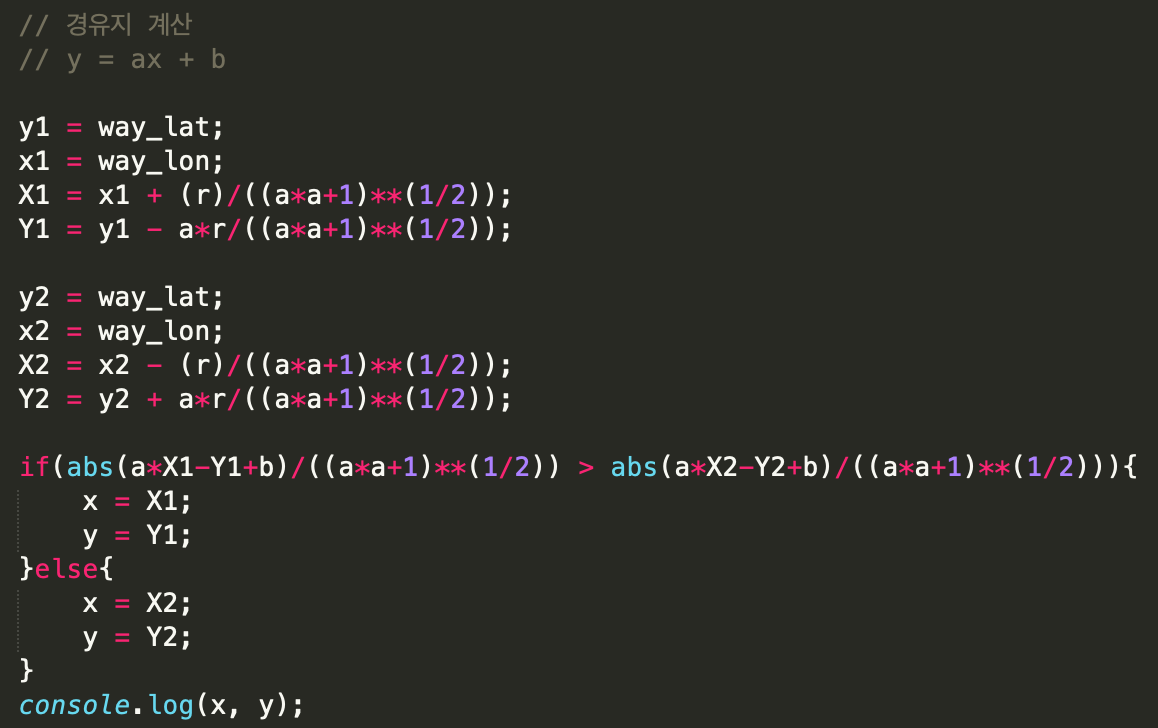 // 경유지 계산
// y = ax + b
y1 = way_lat;
x1 = way_lon;
X1 = x1 + (r)/((a*a+1)**(1/2));
Y1 = y1 - a*r/((a*a+1)**(1/2));
y2 = way_lat;
x2 = way_lon;
X2 = x2 - (r)/((a*a+1)**(1/2));
Y2 = y2 + a*r/((a*a+1)**(1/2));
if(abs(a*X1-Y1+b)/((a*a+1)**(1/2)) > abs(a*X2-Y2+b)/((a*a+1)**(1/2))){
    x = X1;
    y = Y1;
}else{
    x = X2;
    y = Y2;
}
console.log(x, y);